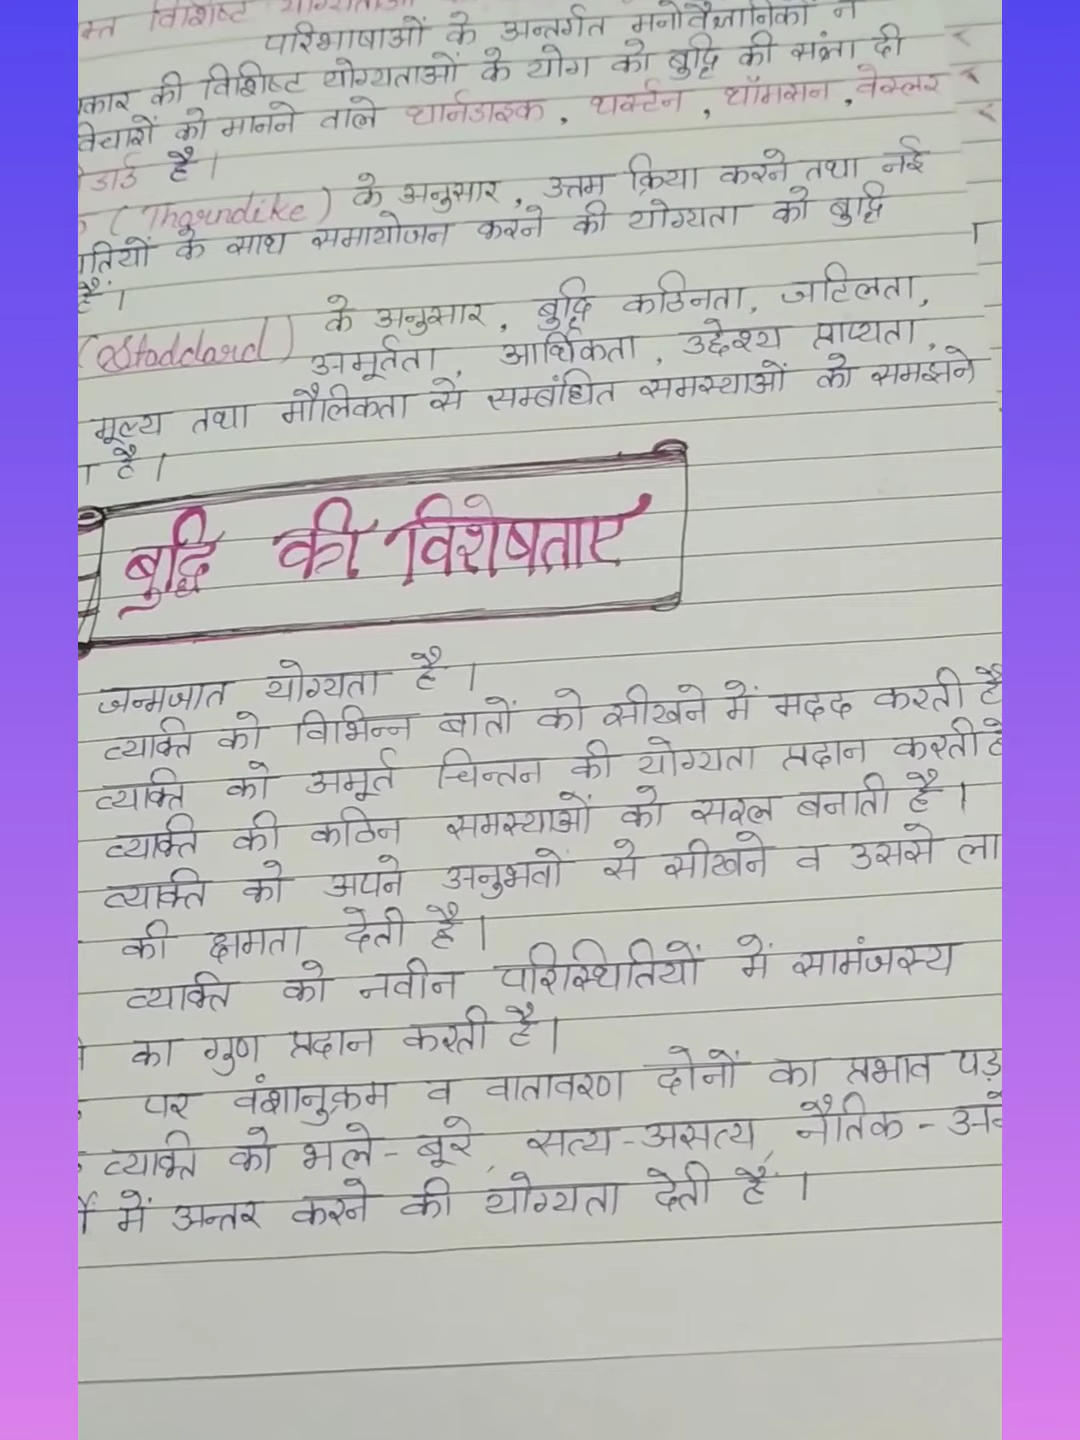 विशिष्ट
परिभाषाओं के अन्तर्गत मनोवैज्ञानिकों ने
की विशिष्ट योग्यताओं के योग को बुद्धि की संज्ञा दी
विचारों को मानने वाले थार्नडाइक, थर्स्टन, थॉमसन, वेस्लर
डार्ड है।
(Thorndike) के अनुसार, उत्तम क्रिया करने तथा नई
के साथ समायोजन करने की योग्यता को बुद्धि
हैं।
(Stoddard) के अनुसार, बुद्धि कठिनता, जटिलता,
अमूर्तता, आर्थिकता, उद्देश्य प्राप्यता,
मूल्य तथा मौलिकता से सम्बंधित समस्याओं को समझने
है।
बुद्धि की विशेषताए
जन्मजात योग्यता है।
व्यक्ति को विभिन्न बातों को सीखने में मदद करती है
व्यक्ति को अमूर्त चिन्तन की योग्यता प्रदान करती है
व्यक्ति की कठिन समस्याओं को सरल बनाती है।
व्यक्ति को अपने अनुभवों से सीखने व उससे ला
की क्षमता देती है।
व्यक्ति को नवीन परिस्थितियों में सामंजस्य
का गुण प्रदान करती है।
पर वंशानुक्रम व वातावरण दोनों का प्रभाव पड़
व्यक्ति को भले-बूरे, सत्य-असत्य, नैतिक-अने
में अन्तर करने की योग्यता देती हैं।